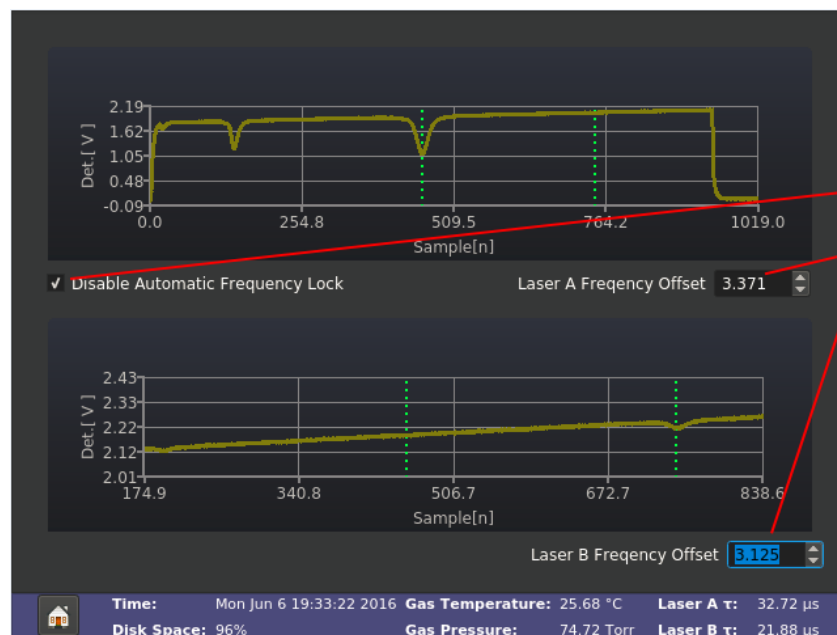 2.19
1.62
1.05
0.48
-0.09
Det.[ V ]
0.0 254.8 509.5 764.2 1019.0
Sample[n]
Disable Automatic Frequency Lock Laser A Freqency Offset 3.371
2.43
2.33
2.22
2.12
2.01
Det.[ V ]
174.9 340.8 506.7 672.7 838.6
Sample[n]
Laser B Freqency Offset 3.125
Time: Mon Jun 6 19:33:22 2016 Gas Temperature: 25.68 °C Laser A τ: 32.72 µs
Disk Space: 96% Gas Pressure: 74.72 Torr Laser B τ: 21.88 µs